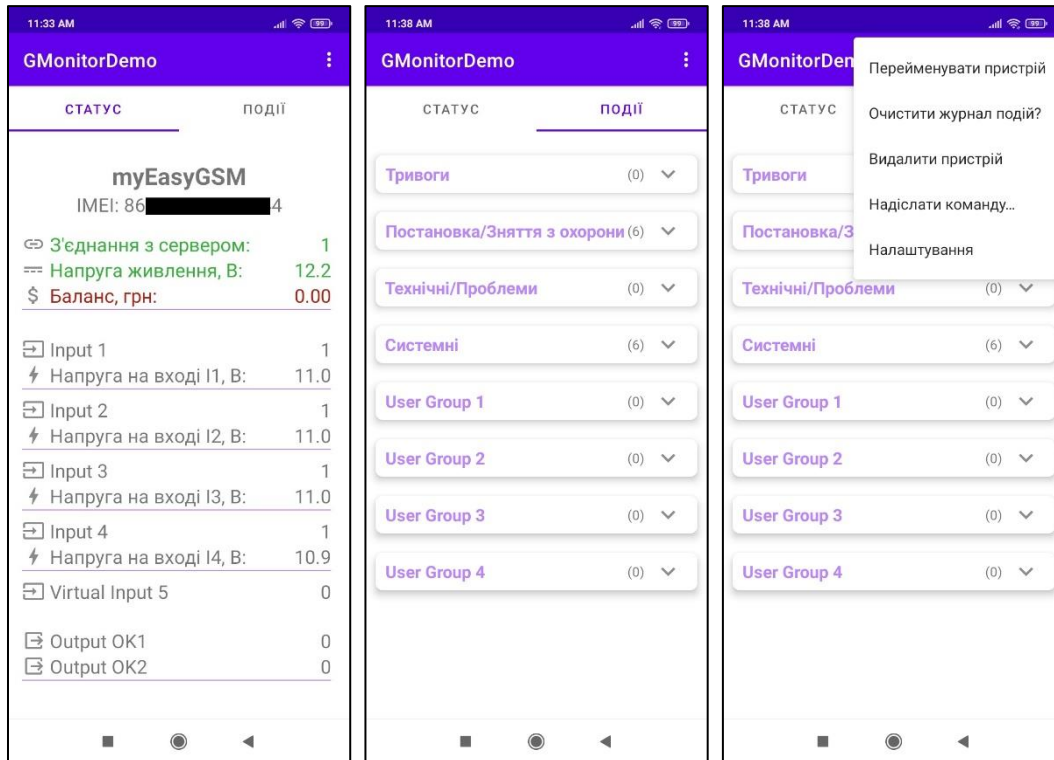 11:33 AM
99
GMonitorDemo
СТАТУС ПОДІЇ
myEasyGSM
IMEI: 86 4
З'єднання з сервером: 1
Напруга живлення, В: 12.2
$ Баланс, грн: 0.00
Input 1 1
Напруга на вході I1, В: 11.0
Input 2 1
Напруга на вході I2, В: 11.0
Input 3 1
Напруга на вході I3, В: 11.0
Input 4 1
Напруга на вході I4, В: 10.9
Virtual Input 5 0
Output OK1 0
Output OK2 0
11:38 AM
99
GMonitorDemo
СТАТУС ПОДІЇ
Тривоги (0)
Постановка/Зняття з охорони (6)
Технічні/Проблеми (0)
Системні (6)
User Group 1 (0)
User Group 2 (0)
User Group 3 (0)
User Group 4 (0)
11:38 AM
99
GMonitorDen
Перейменувати пристрій
СТАТУС
Очистити журнал подій?
Видалити пристрій
Тривоги
Надіслати команду...
Постановка/З
Налаштування
Технічні/Проблеми (0)
Системні (6)
User Group 1 (0)
User Group 2 (0)
User Group 3 (0)
User Group 4 (0)